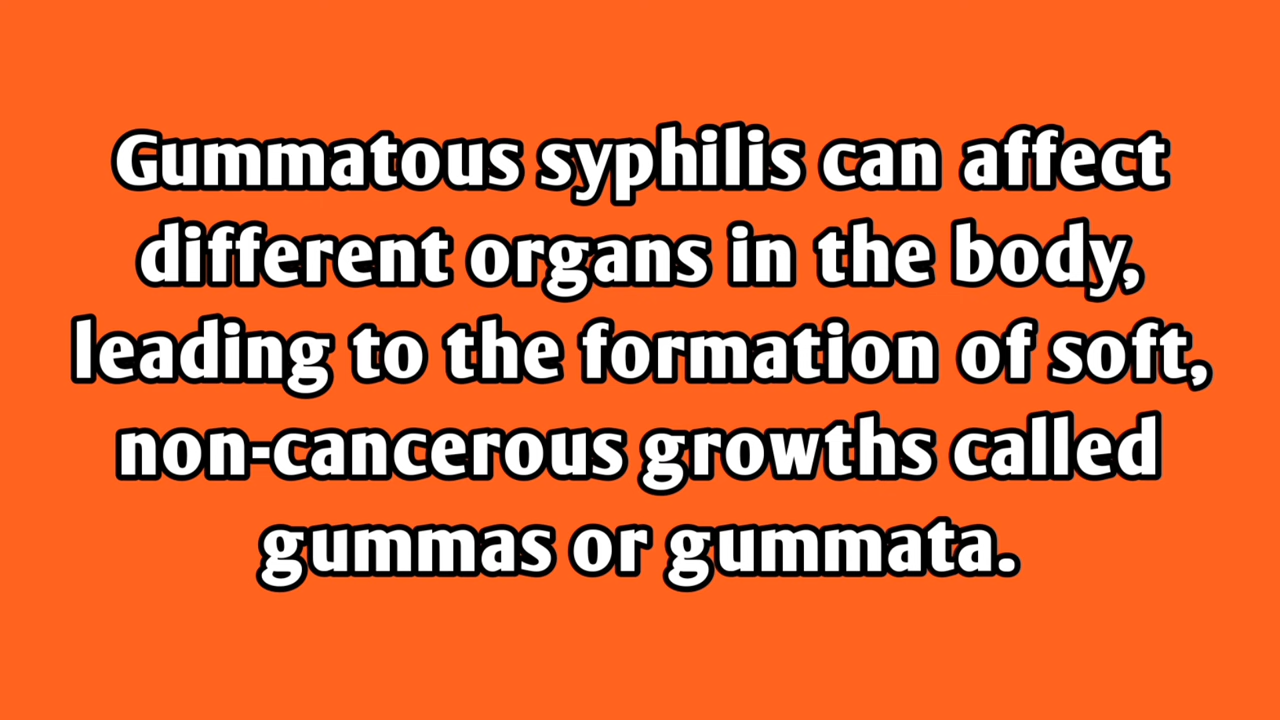 Gummatous syphilis can affect
different organs in the body,
leading to the formation of soft,
non-cancerous growths called
gummas or gummata.